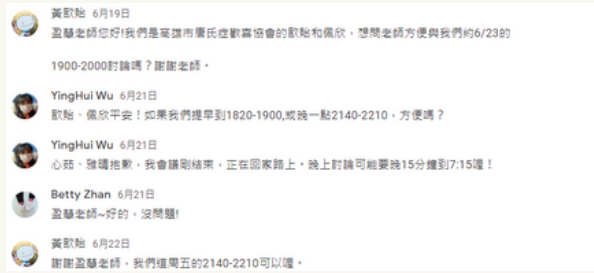 黃歆貽 6月19日
盈慧老師您好!我們是高雄市唐氏症歡喜協會的歆貽和佩欣，想問老師方便與我們約6/23的
1900-2000討論嗎？謝謝老師。
YingHui Wu 6月21日
歆貽、佩欣平安！如果我們提早到1820-1900,或晚一點2140-2210，方便嗎？
YingHui Wu 6月21日
心茹、雅晴抱歉，我會議剛結束，正在回家路上。晚上討論可能要晚15分鐘到7:15喔！
Betty Zhan 6月21日
盈慧老師~好的，沒問題!
黃歆貽 6月22日
謝謝盈慧老師，我們這周五的2140-2210可以喔。